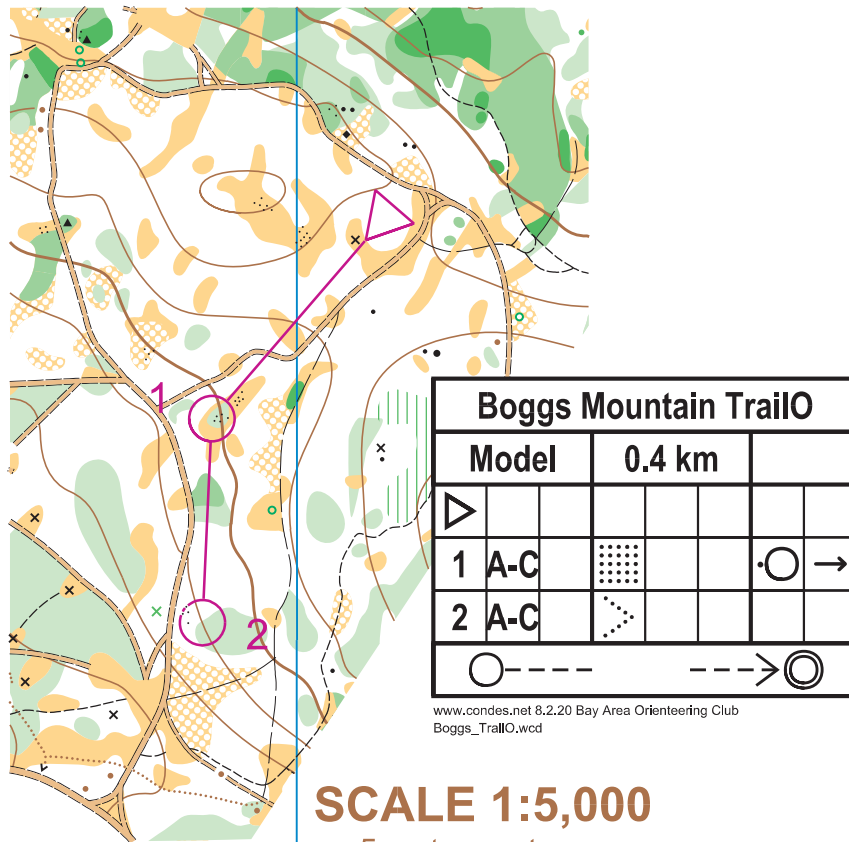 1
2
Boggs Mountain TrailO
Model 0.4 km
1 A-C
2 A-C
www.condes.net 8.2.20 Bay Area Orienteering Club
Boggs_TrailO.wcd
SCALE 1:5,000